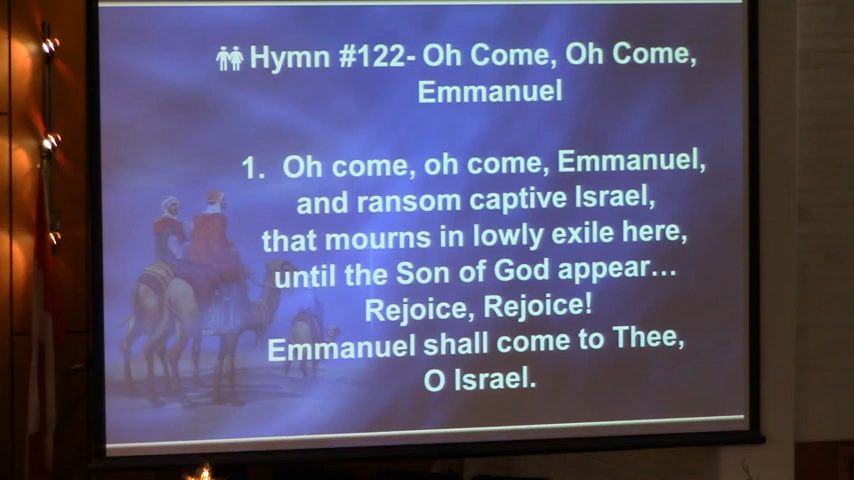 Hymn #122- Oh Come, Oh Come,
Emmanuel
1. Oh come, oh come, Emmanuel,
and ransom captive Israel,
that mourns in lowly exile here,
until the Son of God appear...
Rejoice, Rejoice!
Emmanuel shall come to Thee,
O Israel.